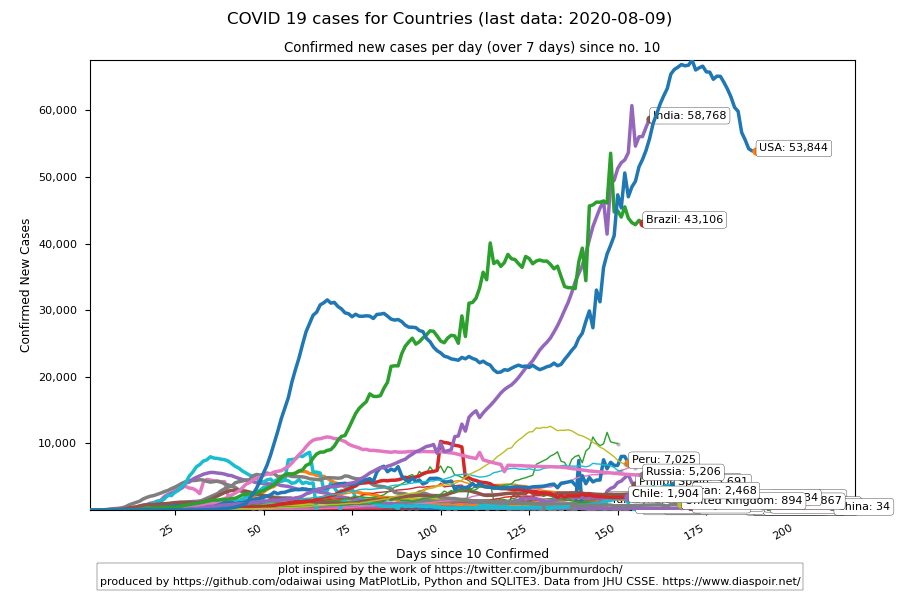 COVID 19 cases for Countries (last data: 2020-08-09)
Confirmed new cases per day (over 7 days) since no. 10
Confirmed New Cases
60,000
50,000
40,000
30,000
20,000
10,000
India: 58,768
USA: 53,844
Brazil: 43,106
Peru: 7,025
Russia: 5,206
Chile: 1,904
an: 2,468
Kingdom: 894
867
hina: 34
25
50
75
100
125
150
175
200
Days since 10 Confirmed
plot inspired by the work of https://twitter.com/jburnmurdoch/
produced by https://github.com/odaiwai using MatPlotLib, Python and SQLITE3. Data from JHU CSSE. https://www.diaspoir.net/